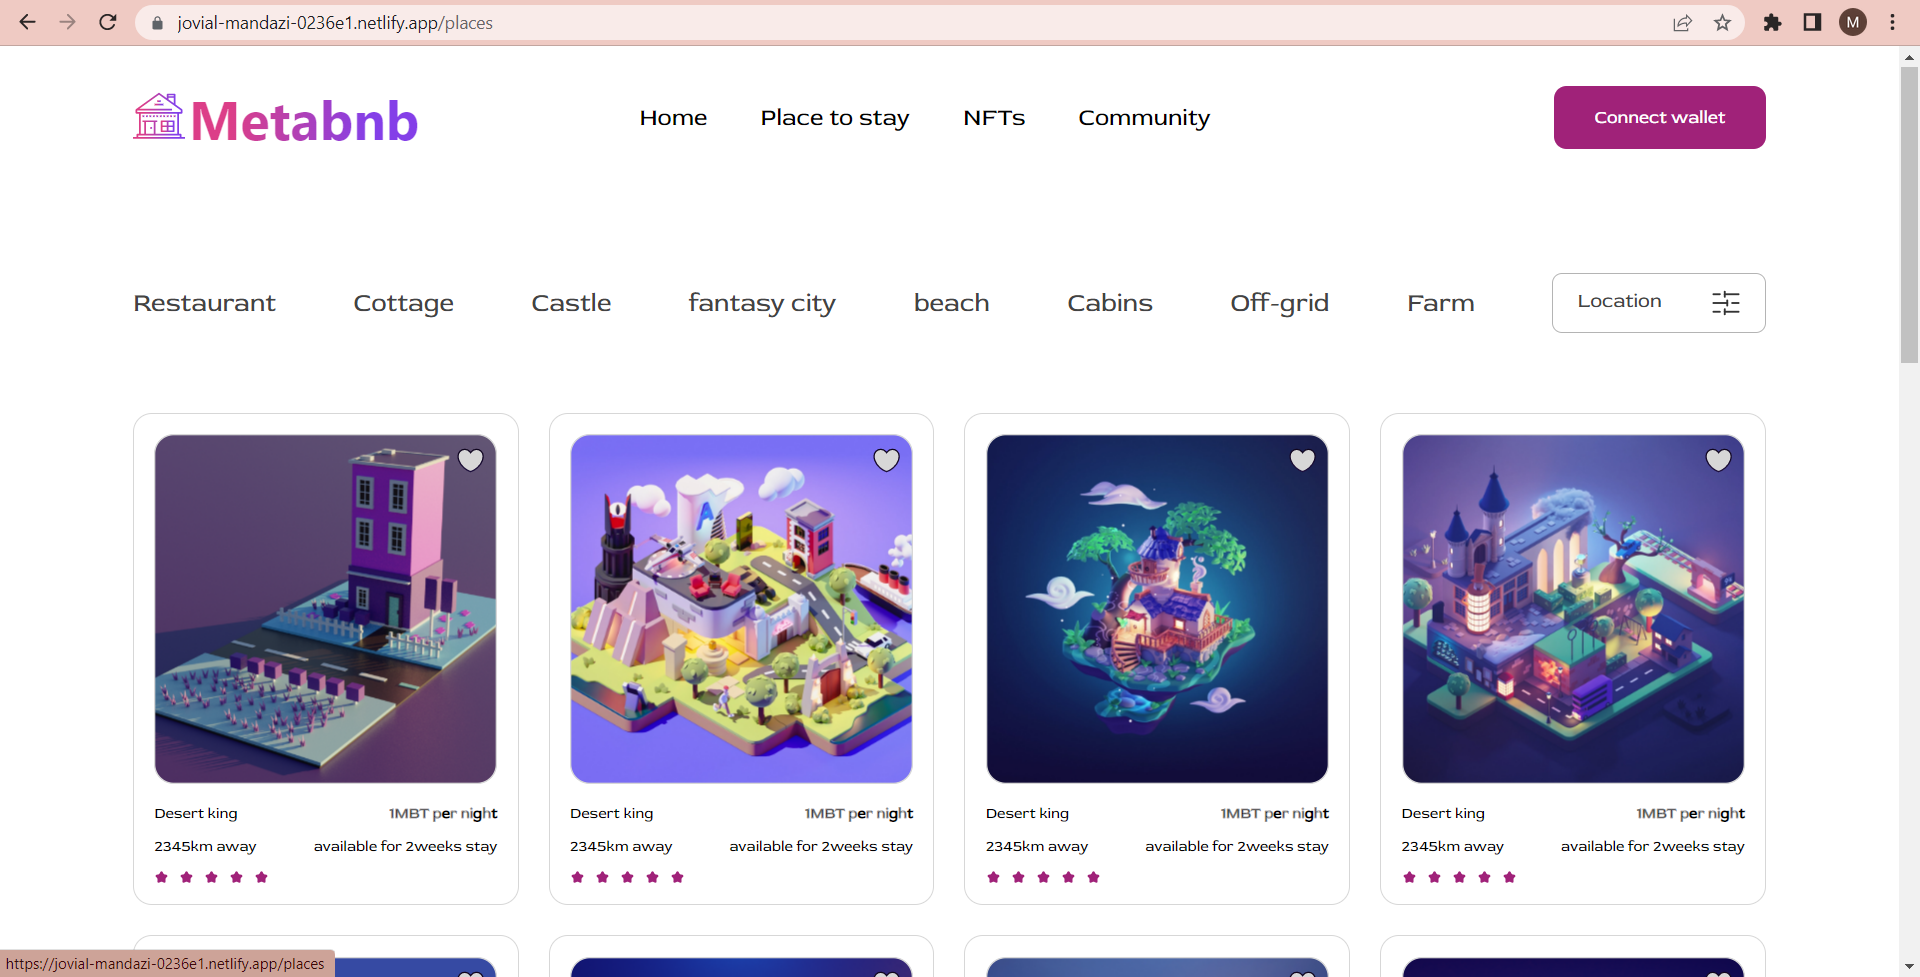 jovial-mandazi-0236e1.netlify.app/places
M
Metabnb
Home Place to stay NFTs Community
Connect wallet
Restaurant Cottage Castle fantasy city beach Cabins Off-grid Farm Location
A
Desert king 1MBT per night
2345km away available for 2weeks stay
Desert king 1MBT per night
2345km away available for 2weeks stay
Desert king 1MBT per night
2345km away available for 2weeks stay
Desert king 1MBT per night
2345km away available for 2weeks stay
https://jovial-mandazi-0236e1.netlify.app/places